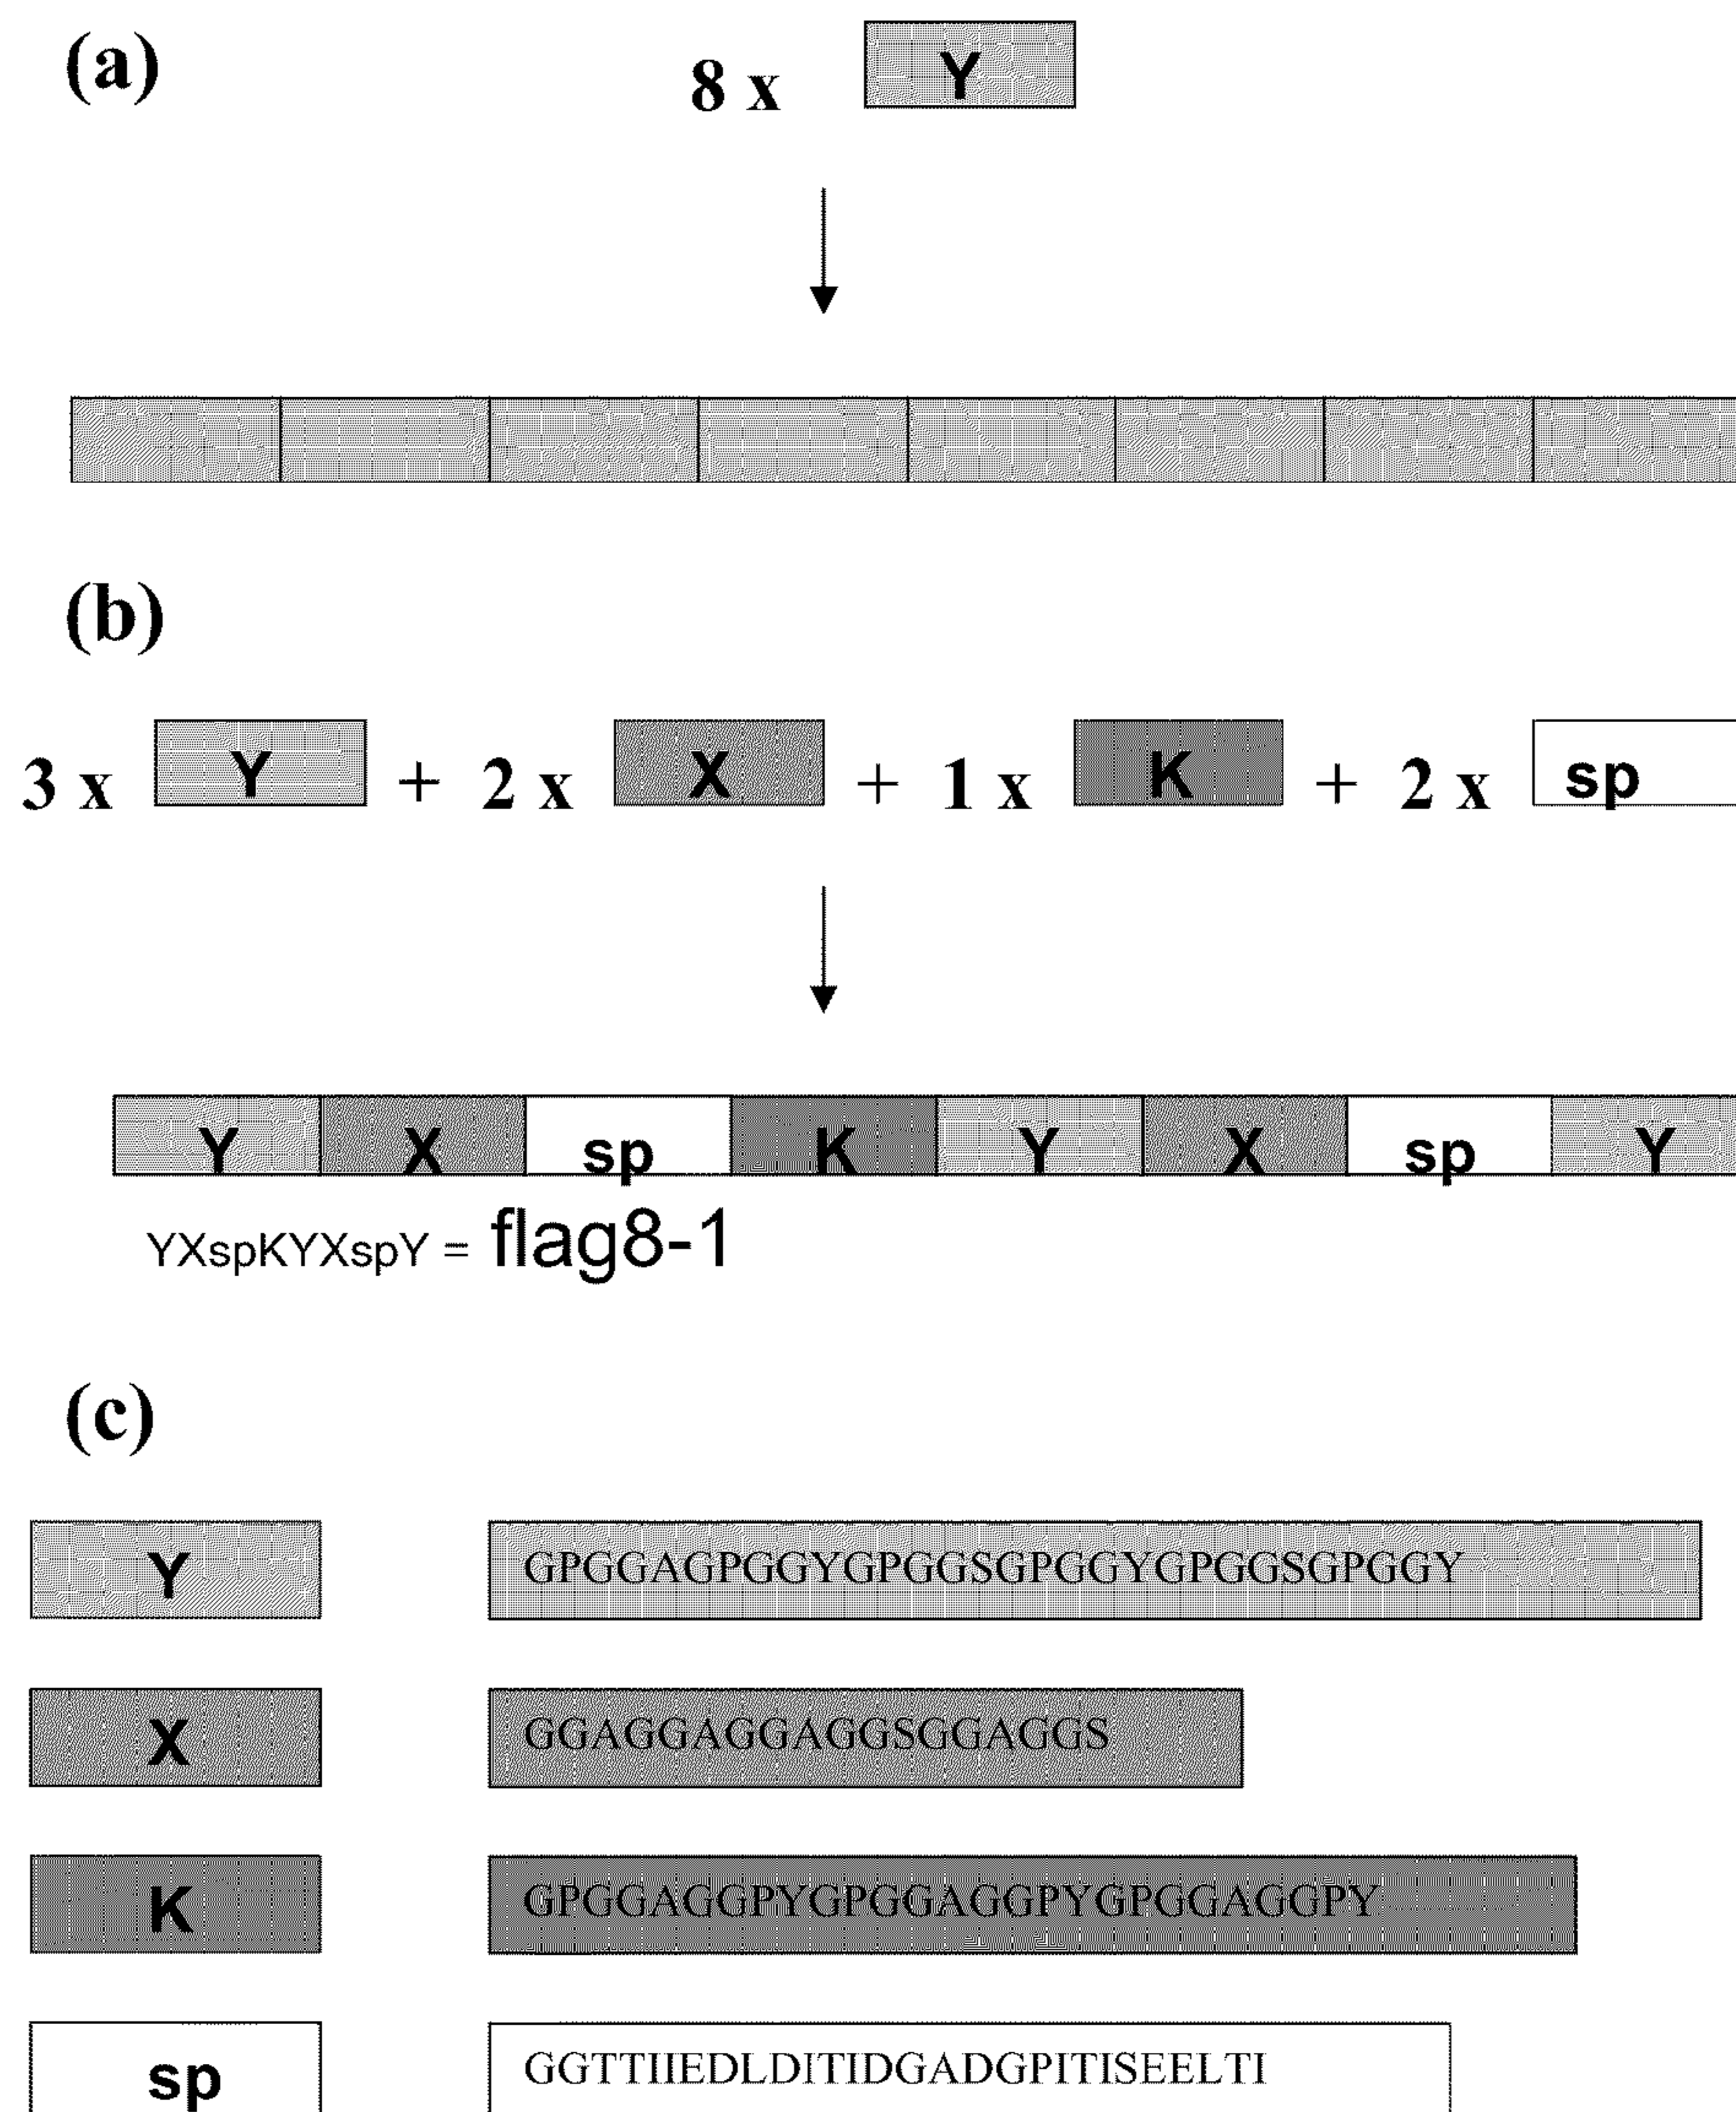 (a)
8 x Y
(b)
3 x Y + 2 x X + 1 x K + 2 x sp
Y X sp K Y X sp Y
YXspKYXspY = flag8-1
(c)
Y GPGGAGPGGYGPGGSGPGGYGPGGSGPGGY
X GGAGGAGGAGGSGGAGGS
K GPGGAGGPYGPGGAGGPYGPGGAGGPY
sp GGTTIIEDLDITIDGADGPITISEELTI